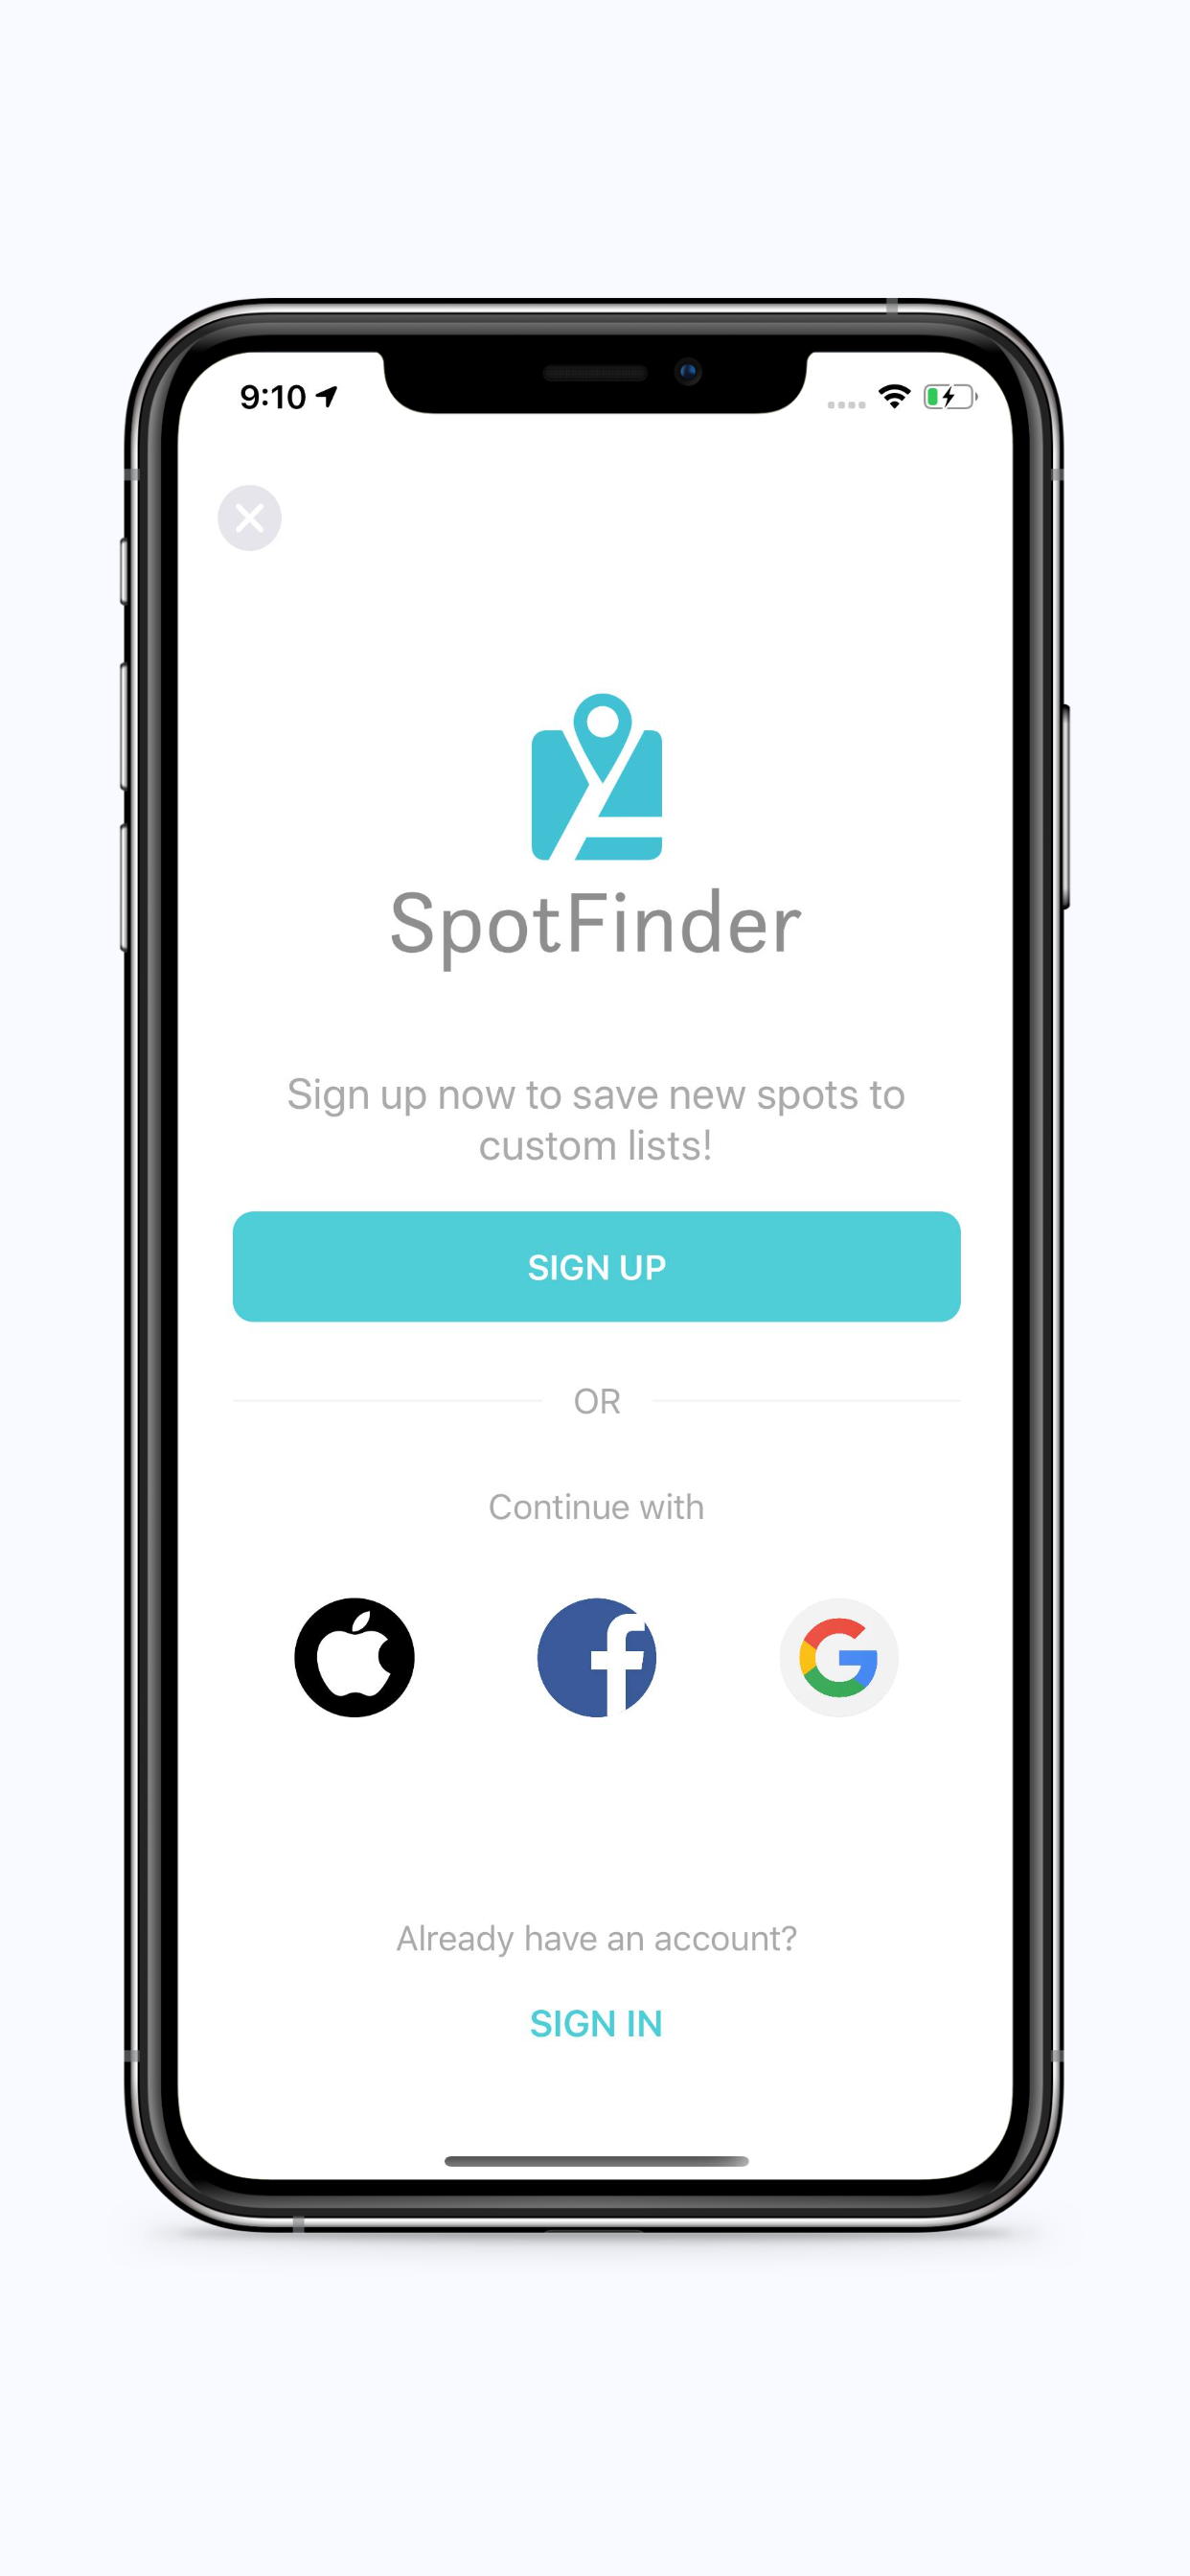 9:10
SpotFinder
Sign up now to save new spots to
custom lists!
SIGN UP
OR
Continue with
Already have an account?
SIGN IN